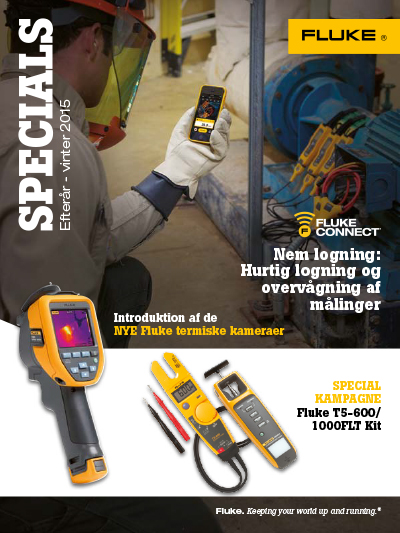 SPECIALS
Efterår - vinter 2015
FLUKE®
FLUKE
CONNECT™
Nem logning:
Hurtig logning og
overvågning af
målinger
Introduktion af de
NYE Fluke termiske kameraer
SPECIAL
KAMPAGNE
Fluke T5-600/
1000FLT Kit
Fluke. Keeping your world up and running.®